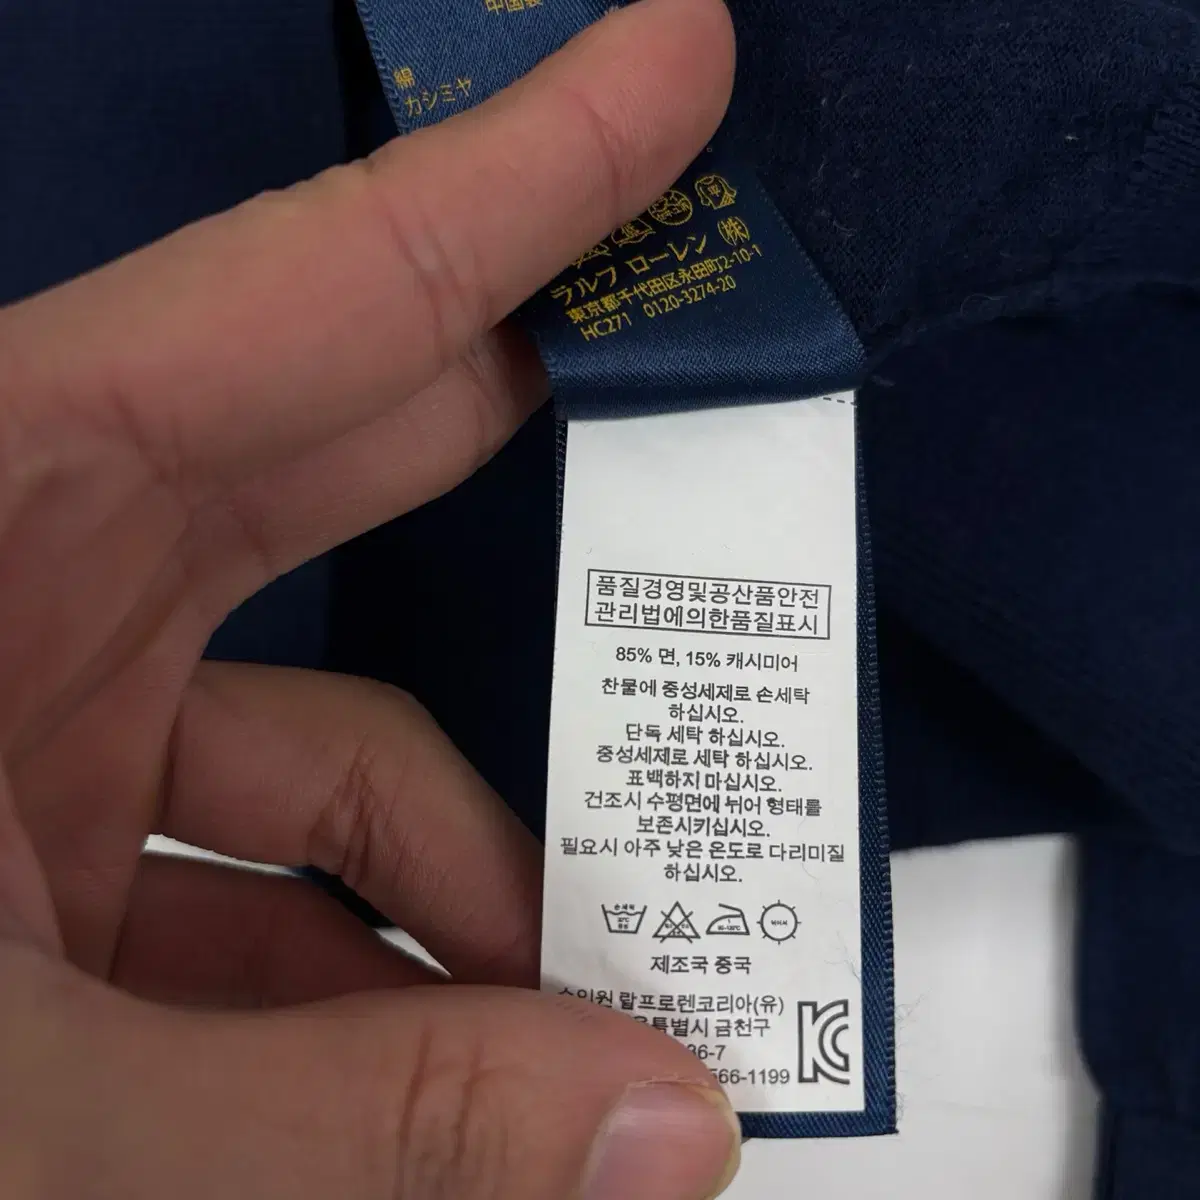 中国製
綿
カシミヤ
ラルフ ローレン (株)
東京都千代田区永田町2-10-1
HC271 0120-3274-20
품질경영및공산품안전
관리법에의한품질표시
85% 면, 15% 캐시미어
찬물에 중성세제로 손세탁
하십시오.
단독 세탁 하십시오.
중성세제로 세탁 하십시오.
표백하지 마십시오.
건조시 수평면에 뉘어 형태를
보존시키십시오.
필요시 아주 낮은 온도로 다리미질
하십시오.
제조국 중국
수입원 랄프로렌코리아(유)
특별시 금천구
36-7
566-1199